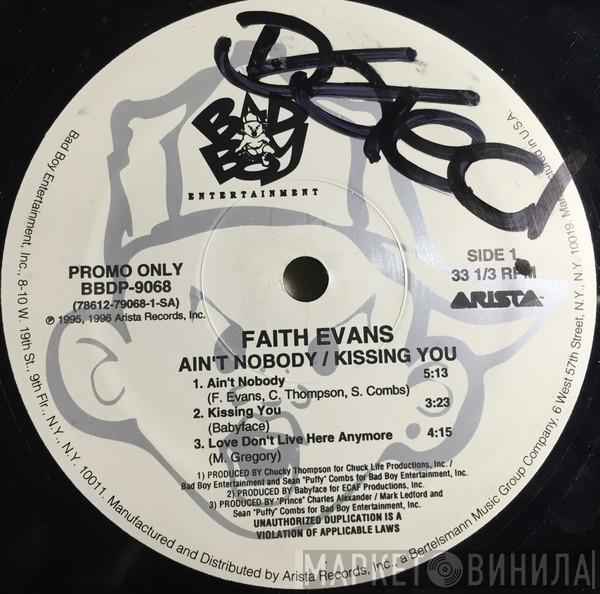 BAD
BOY
ENTERTAINMENT
PROMO ONLY
BBDP-9068
(78612-79068-1-SA)
℗ 1995, 1996 Arista Records, Inc.
SIDE 1
33 1/3 RPM
ARISTA
FAITH EVANS
AIN'T NOBODY / KISSING YOU
1. Ain't Nobody 5:13
(F. Evans, C. Thompson, S. Combs)
2. Kissing You 3:23
(Babyface)
3. Love Don't Live Here Anymore 4:15
(M. Gregory)
1) PRODUCED BY Chucky Thompson for Chuck Life Productions, Inc. /
Bad Boy Entertainment and Sean "Puffy" Combs for Bad Boy Entertainment, Inc.
2) PRODUCED BY Babyface for ECAF Productions, Inc.
3) PRODUCED BY "Prince" Charles Alexander / Mark Ledford and
Sean "Puffy" Combs for Bad Boy Entertainment, Inc.
UNAUTHORIZED DUPLICATION IS A
VIOLATION OF APPLICABLE LAWS
Bad Boy Entertainment, Inc., 8-10 W. 19th St., 9th Flr., N.Y., N.Y. 10011. Manufactured and Distributed by Arista Records, Inc., a Bertelsmann Music Group Company, 6 West 57th Street, N.Y., N.Y. 10019. Manufactured in U.S.A.
МАРКЕТ ВИНИЛА